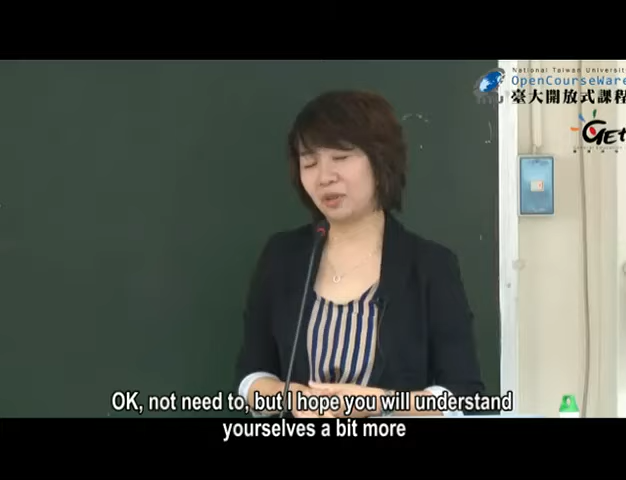 National Taiwan University
OpenCourseWare
臺大開放式課程
GET
OK, not need to, but I hope you will understand
yourselves a bit more